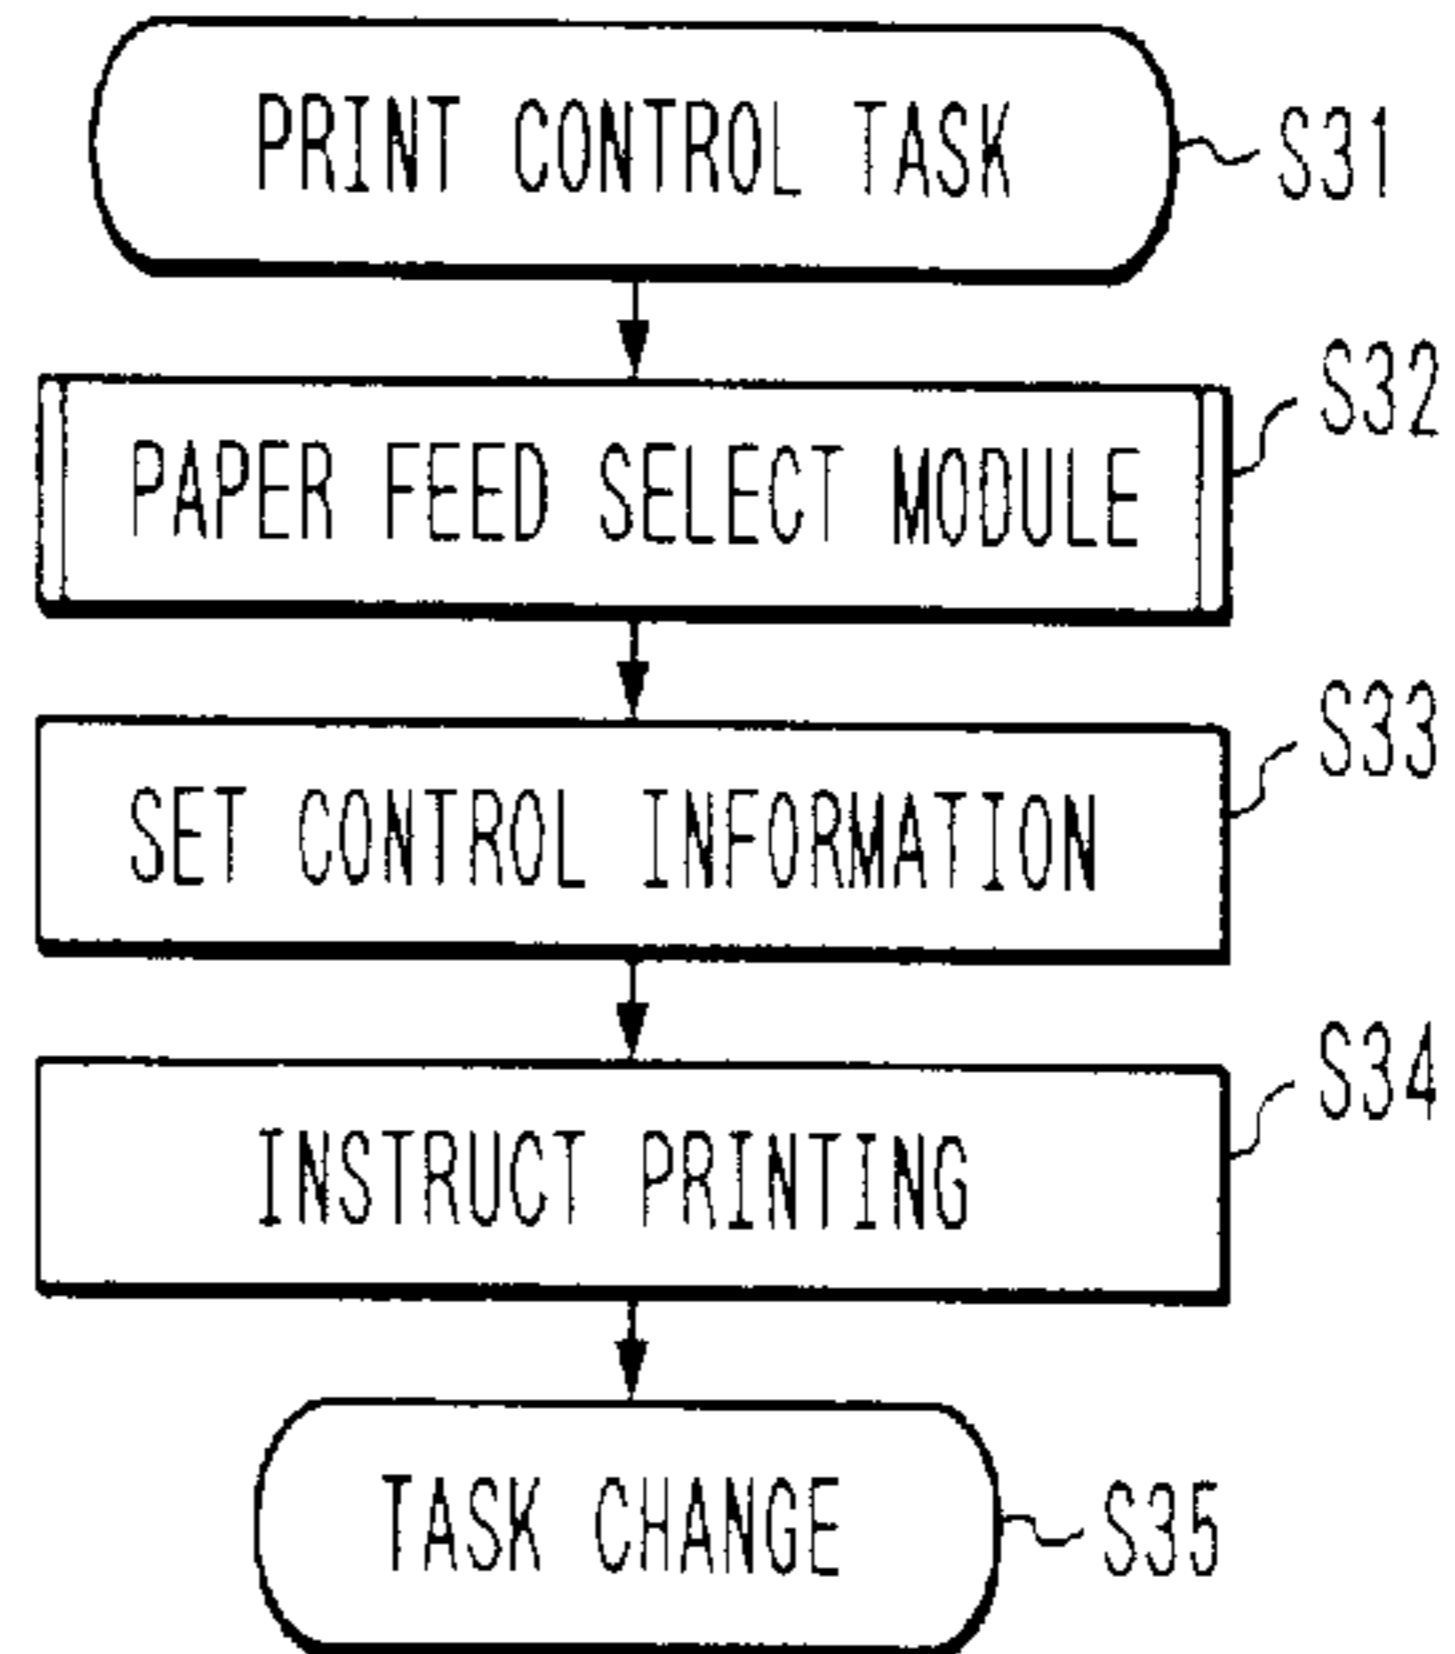 PRINT CONTROL TASK S31
PAPER FEED SELECT MODULE S32
SET CONTROL INFORMATION S33
INSTRUCT PRINTING S34
TASK CHANGE S35